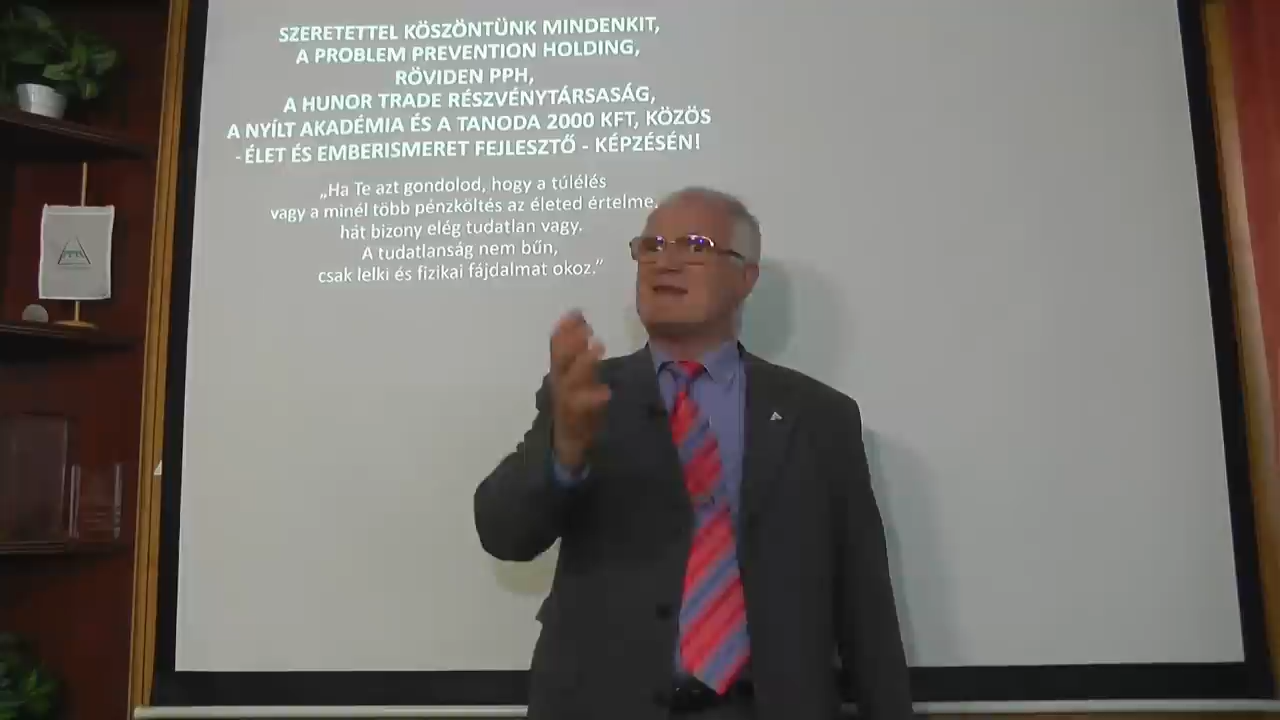 SZERETETTEL KÖSZÖNTÜNK MINDENKIT,
A PROBLEM PREVENTION HOLDING,
RÖVIDEN PPH,
A HUNOR TRADE RÉSZVÉNYTÁRSASÁG,
A NYÍLT AKADÉMIA ÉS A TANODA 2000 KFT, KÖZÖS
- ÉLET ÉS EMBERISMERET FEJLESZTŐ - KÉPZÉSÉN!
„Ha Te azt gondolod, hogy a túlélés
vagy a minél több pénzköltés az életed értelme,
hát bizony elég tudatlan vagy.
A tudatlanság nem bűn,
csak lelki és fizikai fájdalmat okoz.”